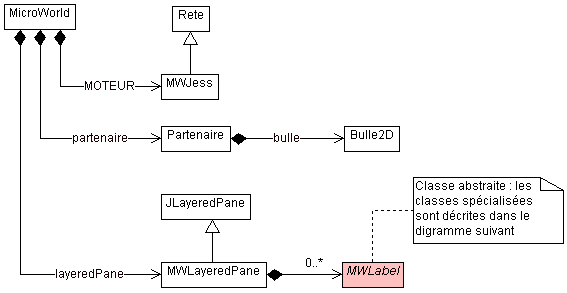 MicroWorld
Rete
MOTEUR
MWJess
partenaire
Partenaire
bulle
Bulle2D
JLayeredPane
Classe abstraite : les
classes spécialisées
sont décrites dans le
digramme suivant
layeredPane
MWLayeredPane
0..*
MWLabel